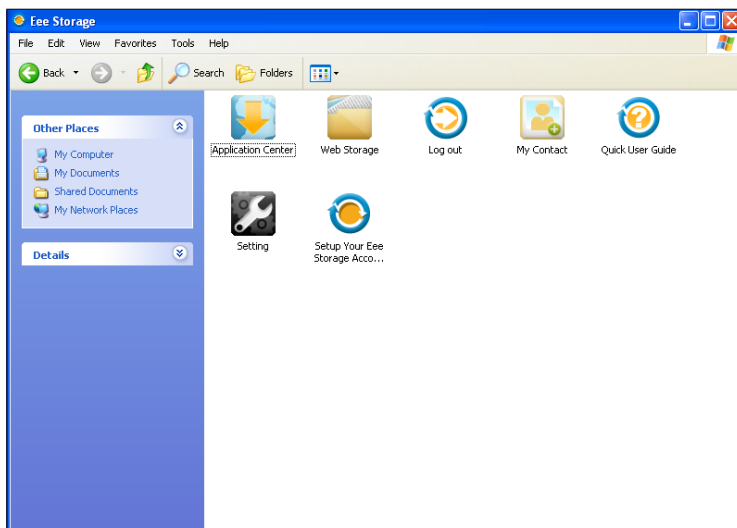 Eee Storage
File Edit View Favorites Tools Help
Back Search Folders
Other Places
My Computer
My Documents
Shared Documents
My Network Places
Details
Application Center Web Storage Log out My Contact Quick User Guide
Setting Setup Your Eee
Storage Acco...